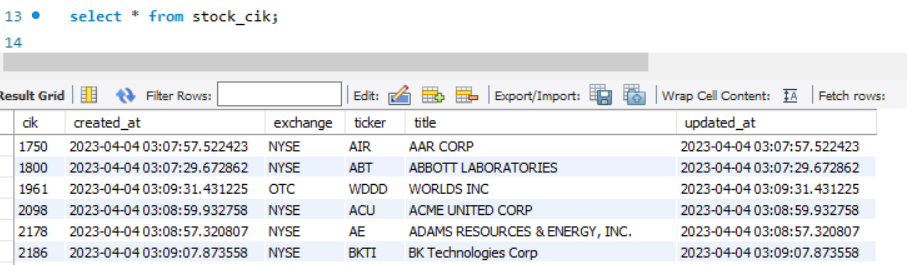 13 select * from stock_cik;
14
Result Grid Filter Rows: Edit: Export/Import: Wrap Cell Content: IA Fetch rows:
cik created_at exchange ticker title updated_at
1750 2023-04-04 03:07:57.522423 NYSE AIR AAR CORP 2023-04-04 03:07:57.522423
1800 2023-04-04 03:07:29.672862 NYSE ABT ABBOTT LABORATORIES 2023-04-04 03:07:29.672862
1961 2023-04-04 03:09:31.431225 OTC WDDD WORLDS INC 2023-04-04 03:09:31.431225
2098 2023-04-04 03:08:59.932758 NYSE ACU ACME UNITED CORP 2023-04-04 03:08:59.932758
2178 2023-04-04 03:08:57.320807 NYSE AE ADAMS RESOURCES & ENERGY, INC. 2023-04-04 03:08:57.320807
2186 2023-04-04 03:09:07.873558 NYSE BKTI BK Technologies Corp 2023-04-04 03:09:07.873558